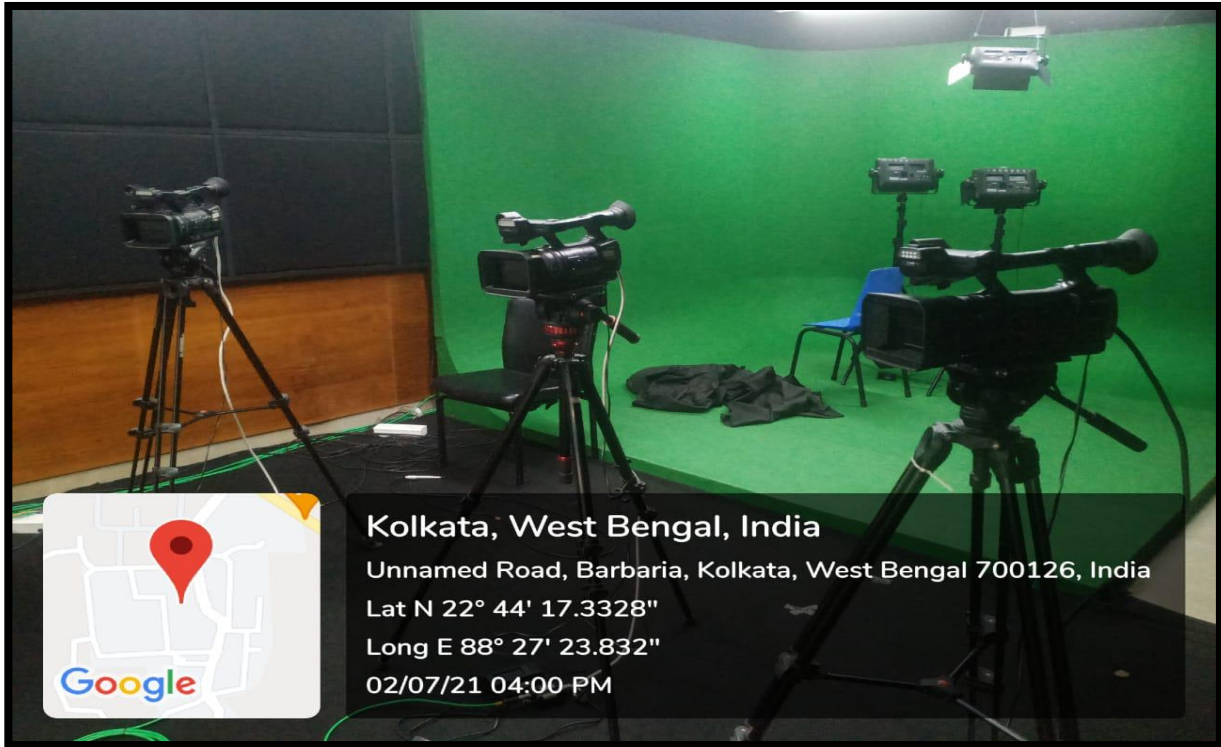 Kolkata, West Bengal, India
Unnamed Road, Barbaria, Kolkata, West Bengal 700126, India
Lat N 22° 44' 17.3328"
Long E 88° 27' 23.832"
02/07/21 04:00 PM
Google